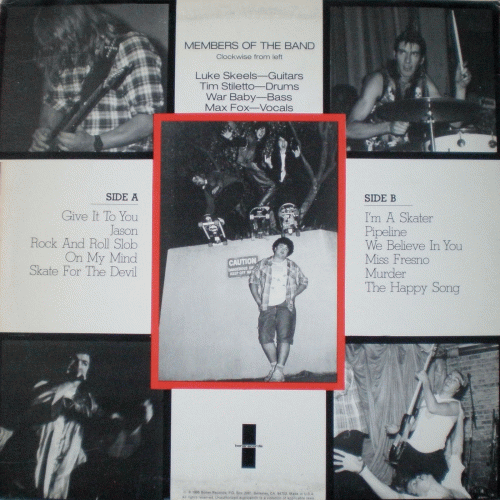 MEMBERS OF THE BAND
Clockwise from left
Luke Skeels—Guitars
Tim Stiletto—Drums
War Baby—Bass
Max Fox—Vocals
SIDE A
Give It To You
Jason
Rock And Roll Slob
On My Mind
Skate For The Devil
SIDE B
I'm A Skater
Pipeline
We Believe In You
Miss Fresno
Murder
The Happy Song
CAUTION